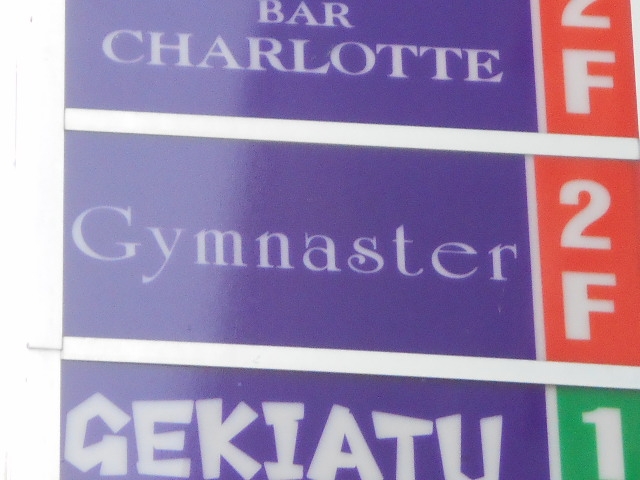 BAR
CHARLOTTE
2F
Gymnaster
2F
GEKIATU
1